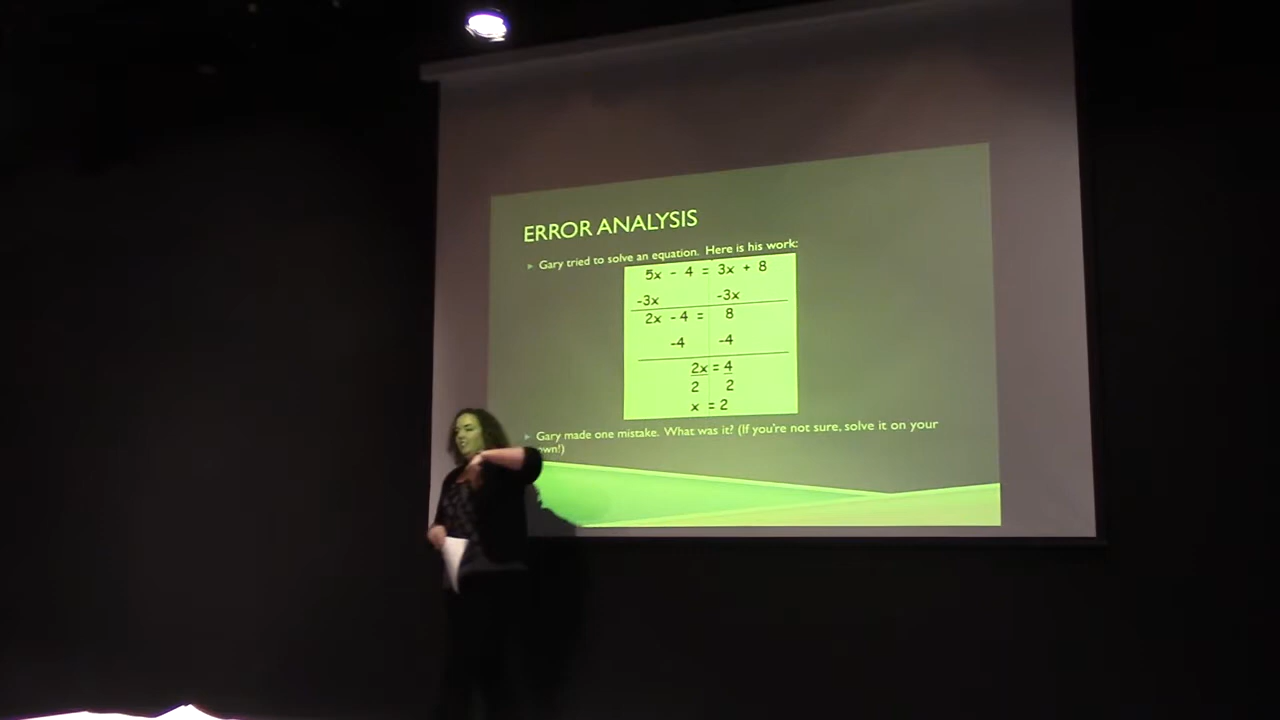 ERROR ANALYSIS
Gary tried to solve an equation. Here is his work:
5x - 4 = 3x + 8
-3x -3x
2x - 4 = 8
-4 -4
2x = 4
2 2
x = 2
Gary made one mistake. What was it? (If you're not sure, solve it on your
own!)